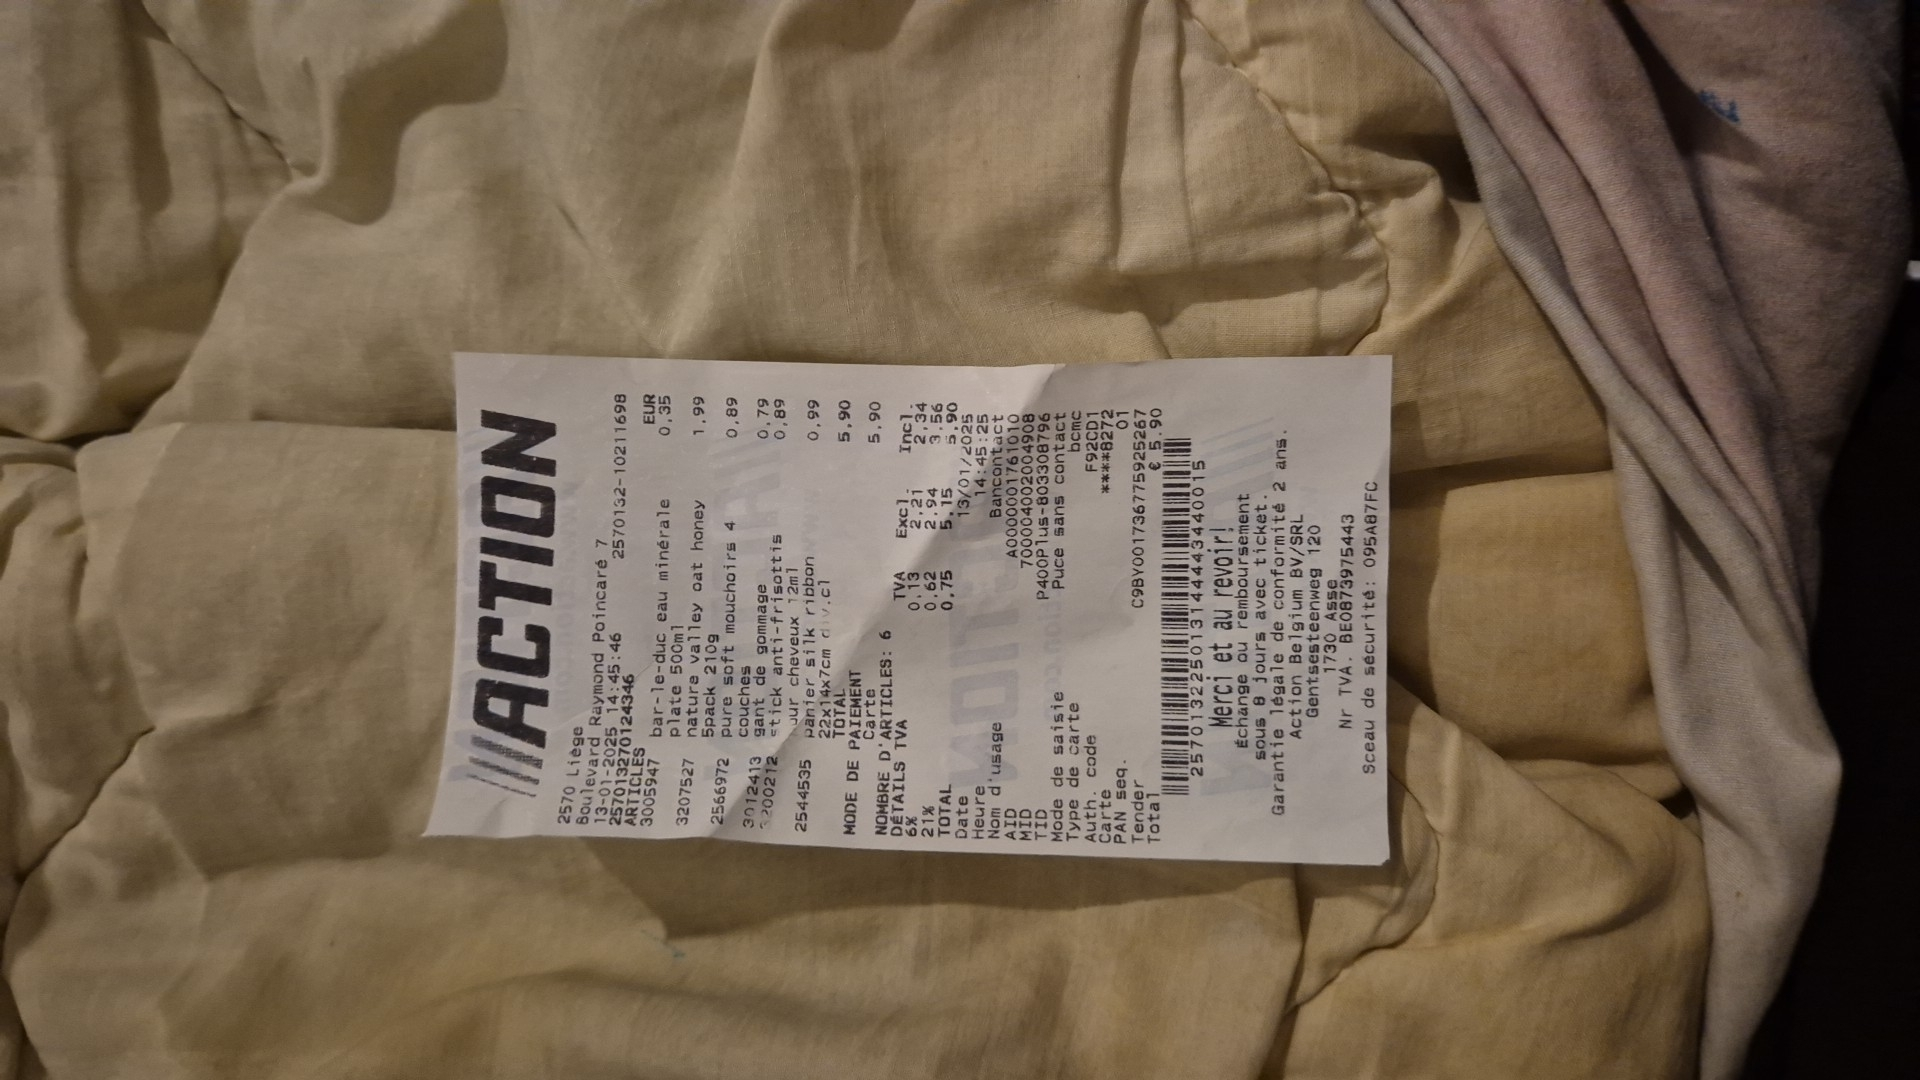 ACTION
2570 Liège
Boulevard Raymond Poincaré 7
13-01-2025 14:45:46 2570132-10211698
257013270124346
ARTICLES EUR
3005947 bar-le-duc eau minérale 0,35
plate 500ml
3207527 nature valley oat honey 1,99
5pack 210g
2566972 pure soft mouchoirs 4 0,89
couches
3012413 gant de gommage 0,79
3200212 stick anti-frisottis 0,89
pour cheveux 12ml
2544535 panier silk ribbon 0,99
22x14x7cm div.cl
TOTAL 5,90
MODE DE PAIEMENT
Carte 5,90
NOMBRE D'ARTICLES: 6
DÉTAILS TVA TVA Excl. Incl.
6% 0,13 2,21 2,34
21% 0,62 2,94 3,56
TOTAL 0,75 5,15 5,90
Date 13/01/2025
Heure 14:45:25
Nom d'usage Bancontact
AID A0000001761010
MID 70000400200​4908
TID P400Plus-803308796
Mode de saisie Puce sans contact
Type de carte bcmc
Auth. code F92CD1
Carte ****8272
PAN seq. 01
Tender C9BY001736775925267
Total € 5.90
257013225013144443440015
Merci et au revoir!
Échange ou remboursement
sous 8 jours avec ticket.
Garantie légale de conformité 2 ans.
Action Belgium BV/SRL
Gentsesteenweg 120
1730 Asse
Nr TVA. BE0873975443
Sceau de sécurité: 095A87FC